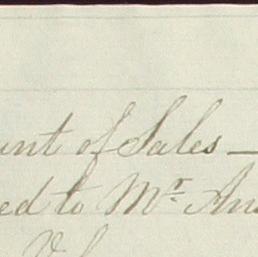 unt of Sales —
ed to Mr. An